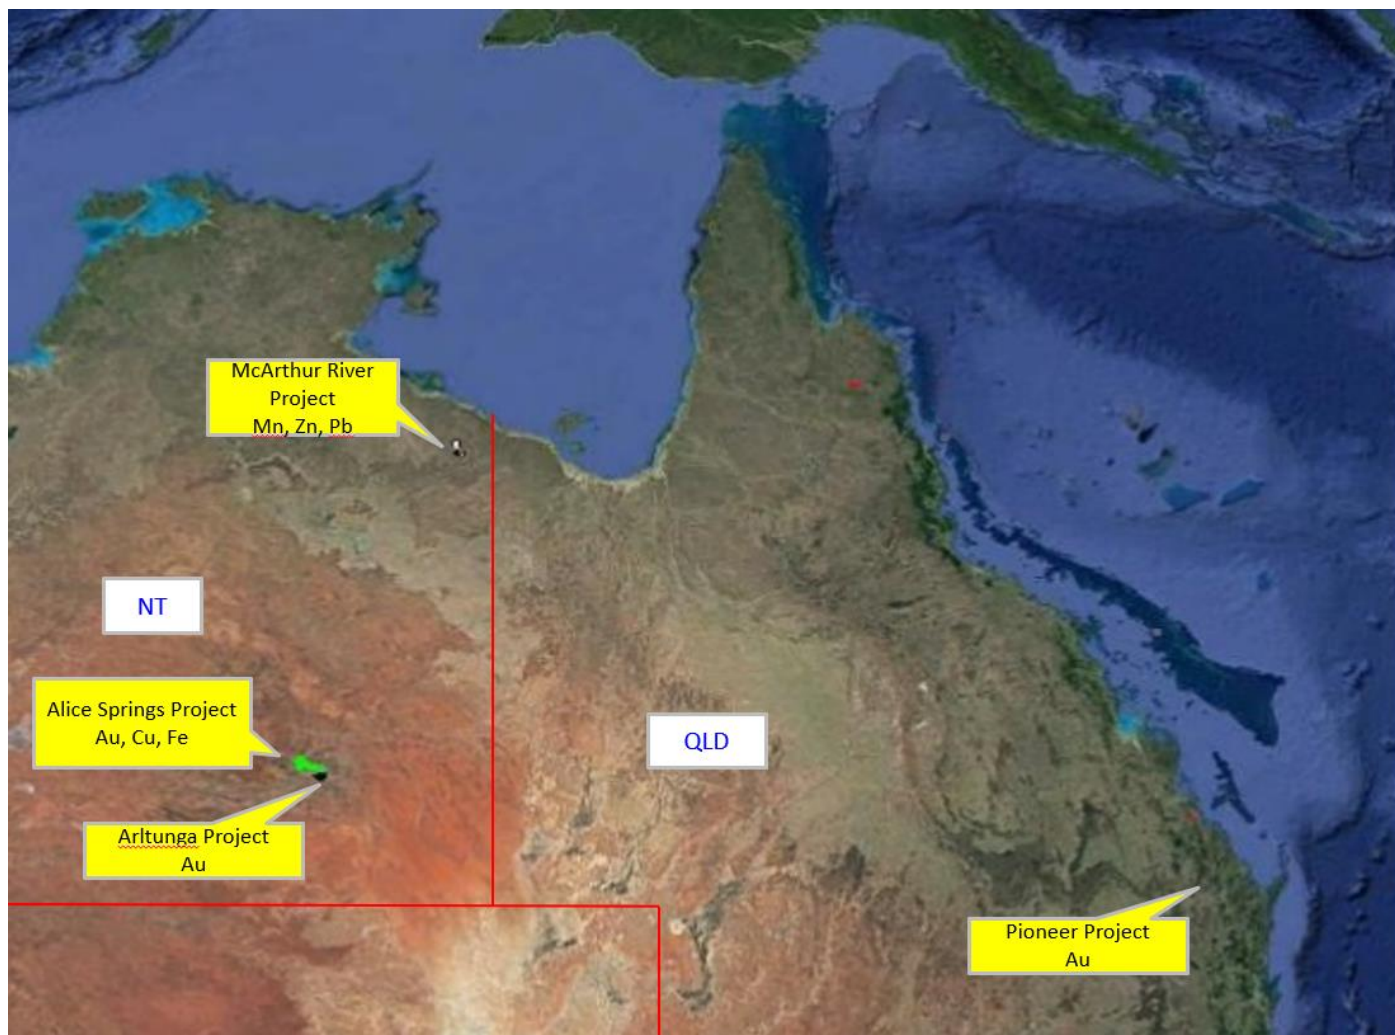 McArthur River
Project
Mn, Zn, Pb
NT
Alice Springs Project
Au, Cu, Fe
QLD
Arltunga Project
Au
Pioneer Project
Au